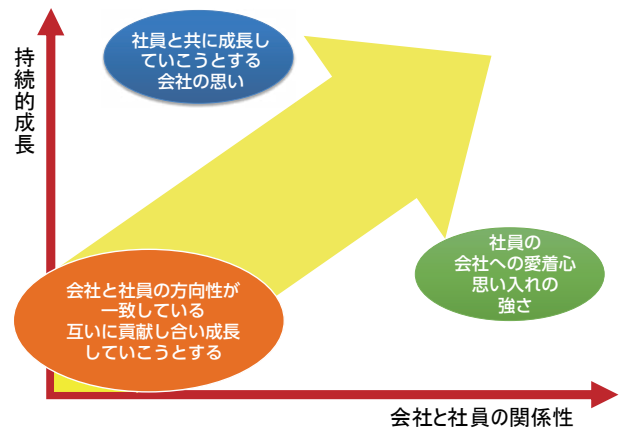 持続的成長
社員と共に成長し
ていこうとする
会社の思い
社員の
会社への愛着心
思い入れの
強さ
会社と社員の方向性が
一致している
互いに貢献し合い成長
していこうとする
会社と社員の関係性